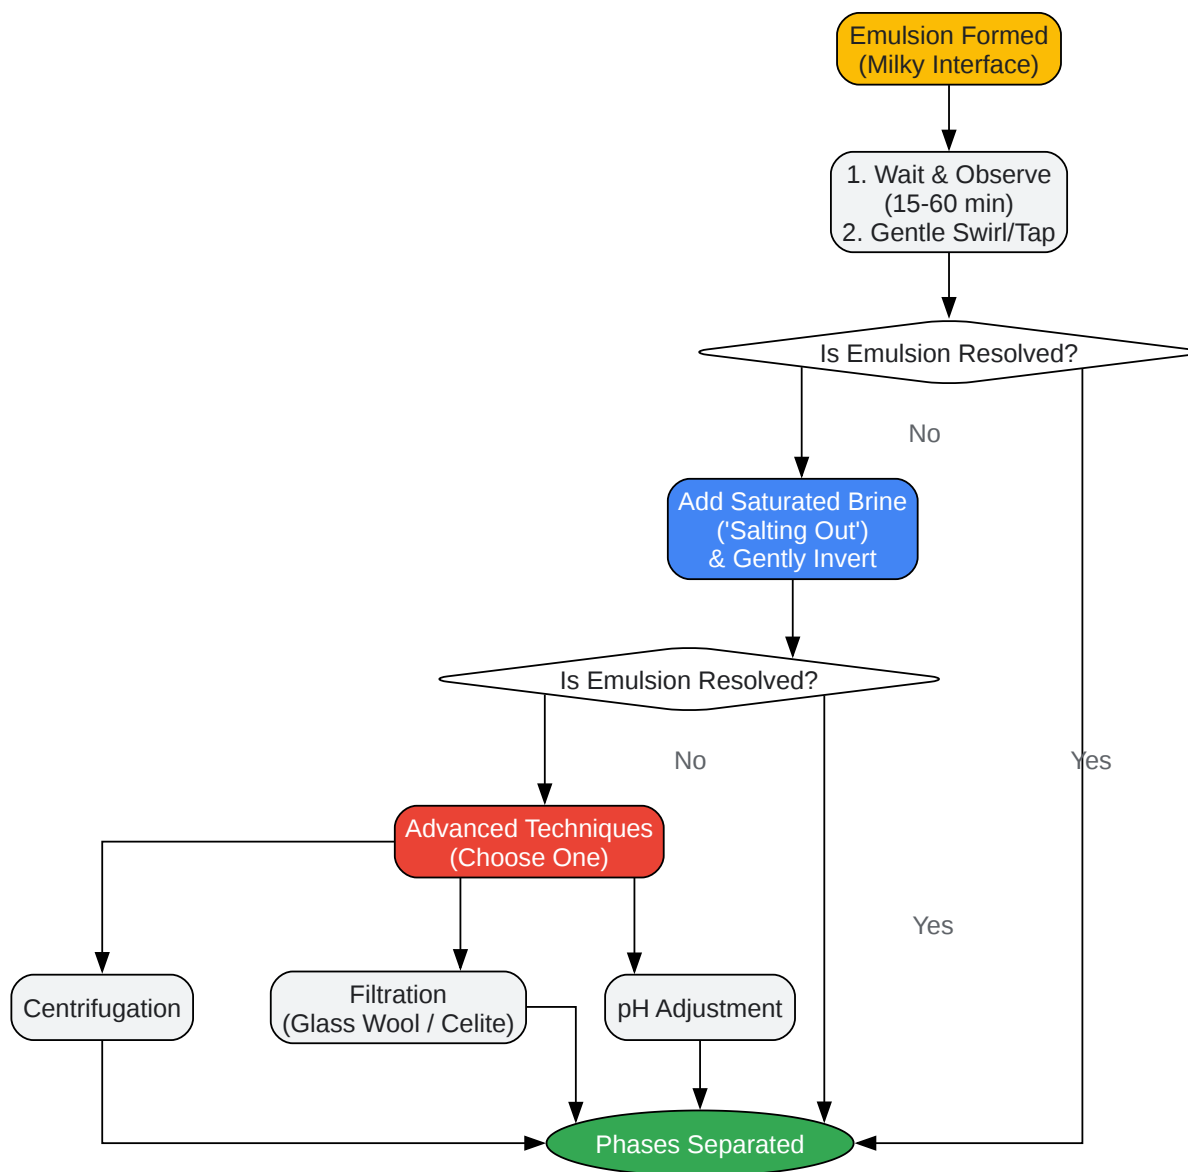 Emulsion Formed
(Milky Interface)
1. Wait & Observe
(15-60 min)
2. Gentle Swirl/Tap
Is Emulsion Resolved?
No
Add Saturated Brine
('Salting Out')
& Gently Invert
Is Emulsion Resolved?
No
Yes
Advanced Techniques
(Choose One)
Yes
Centrifugation
Filtration
(Glass Wool / Celite)
pH Adjustment
Phases Separated